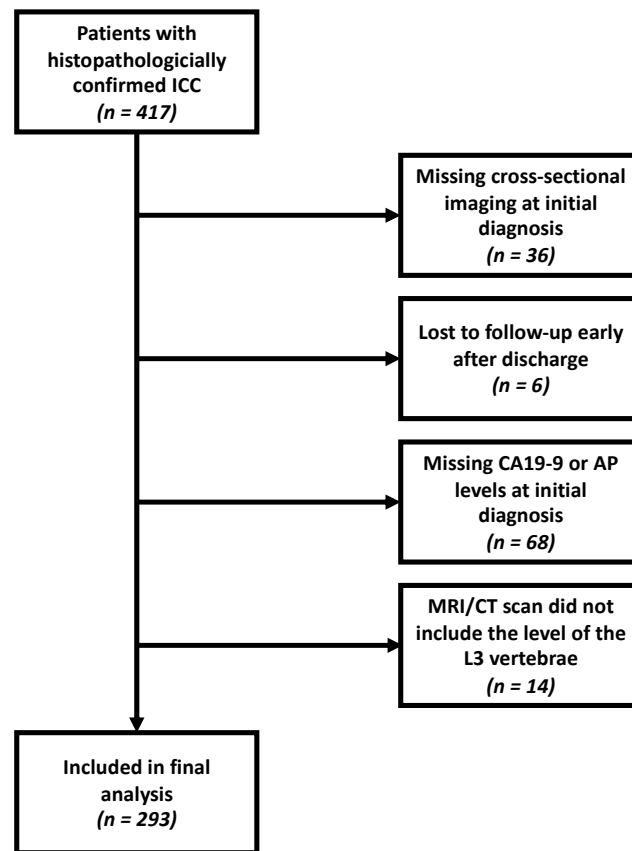 Patients with
histopathologicially
confirmed ICC
(n = 417)
Missing cross-sectional
imaging at initial
diagnosis
(n = 36)
Lost to follow-up early
after discharge
(n = 6)
Missing CA19-9 or AP
levels at initial
diagnosis
(n = 68)
MRI/CT scan did not
include the level of the
L3 vertebrae
(n = 14)
Included in final
analysis
(n = 293)